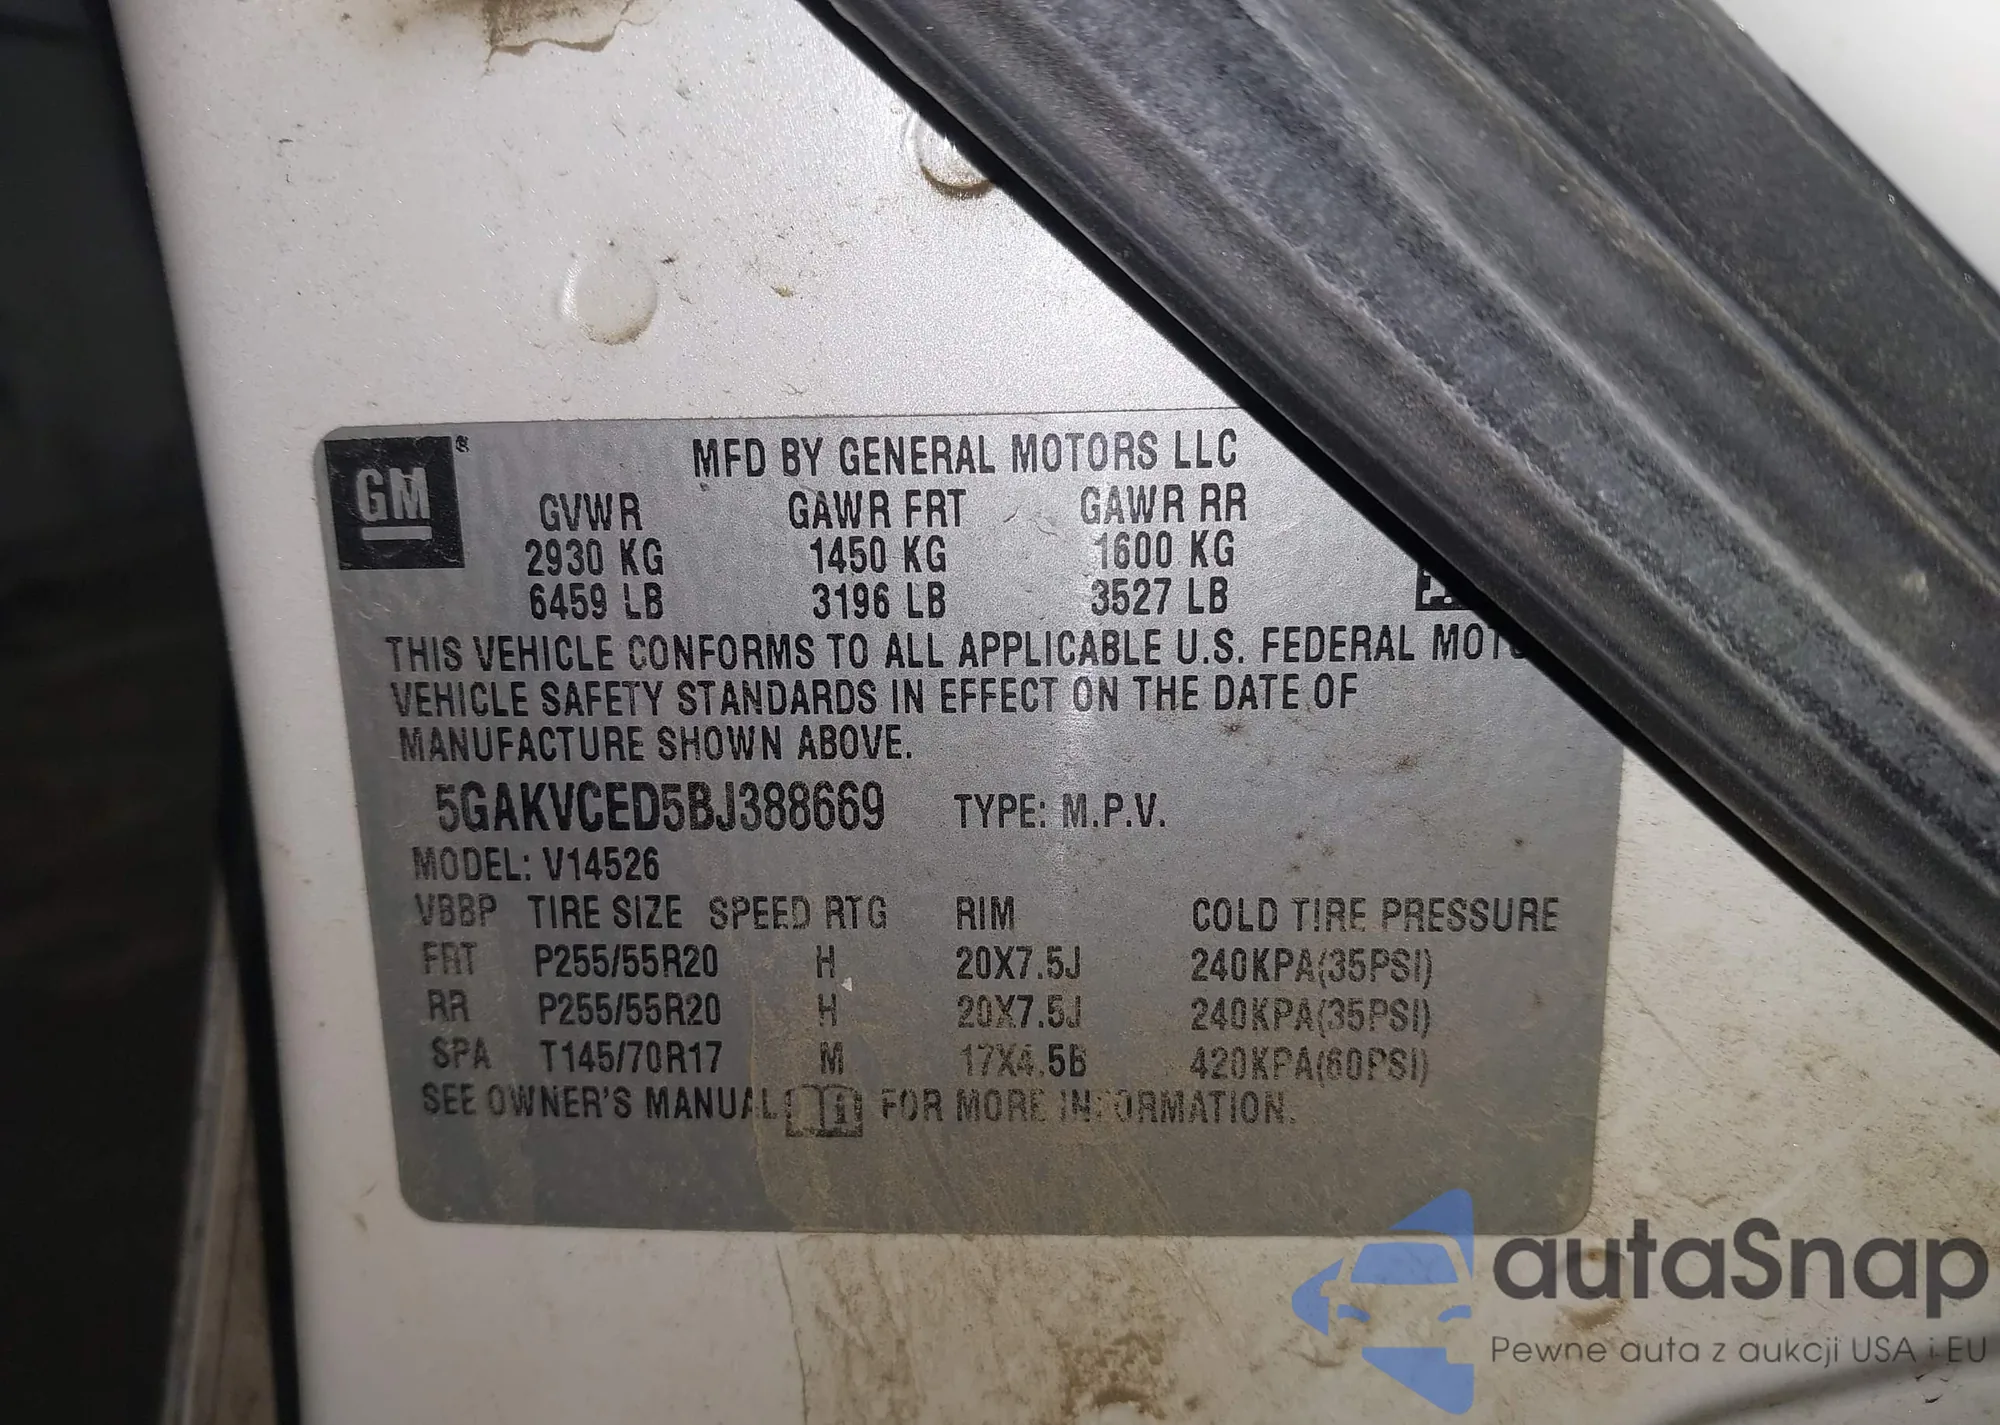 GM®
MFD BY GENERAL MOTORS LLC
GVWR GAWR FRT GAWR RR
2930 KG 1450 KG 1600 KG
6459 LB 3196 LB 3527 LB
THIS VEHICLE CONFORMS TO ALL APPLICABLE U.S. FEDERAL
VEHICLE SAFETY STANDARDS IN EFFECT ON THE DATE OF
MANUFACTURE SHOWN ABOVE.
5GAKVCED5BJ388669 TYPE: M.P.V.
MODEL: V14526
VBBP TIRE SIZE SPEED RTG RIM COLD TIRE PRESSURE
FRT P255/55R20 H 20X7.5J 240KPA(35PSI)
RR P255/55R20 H 20X7.5J 240KPA(35PSI)
SPA T145/70R17 M 17X4.5B 420KPA(60PSI)
SEE OWNER'S MANUAL FOR MORE INFORMATION.
autaSnap
Pewne auta z aukcji USA i EU